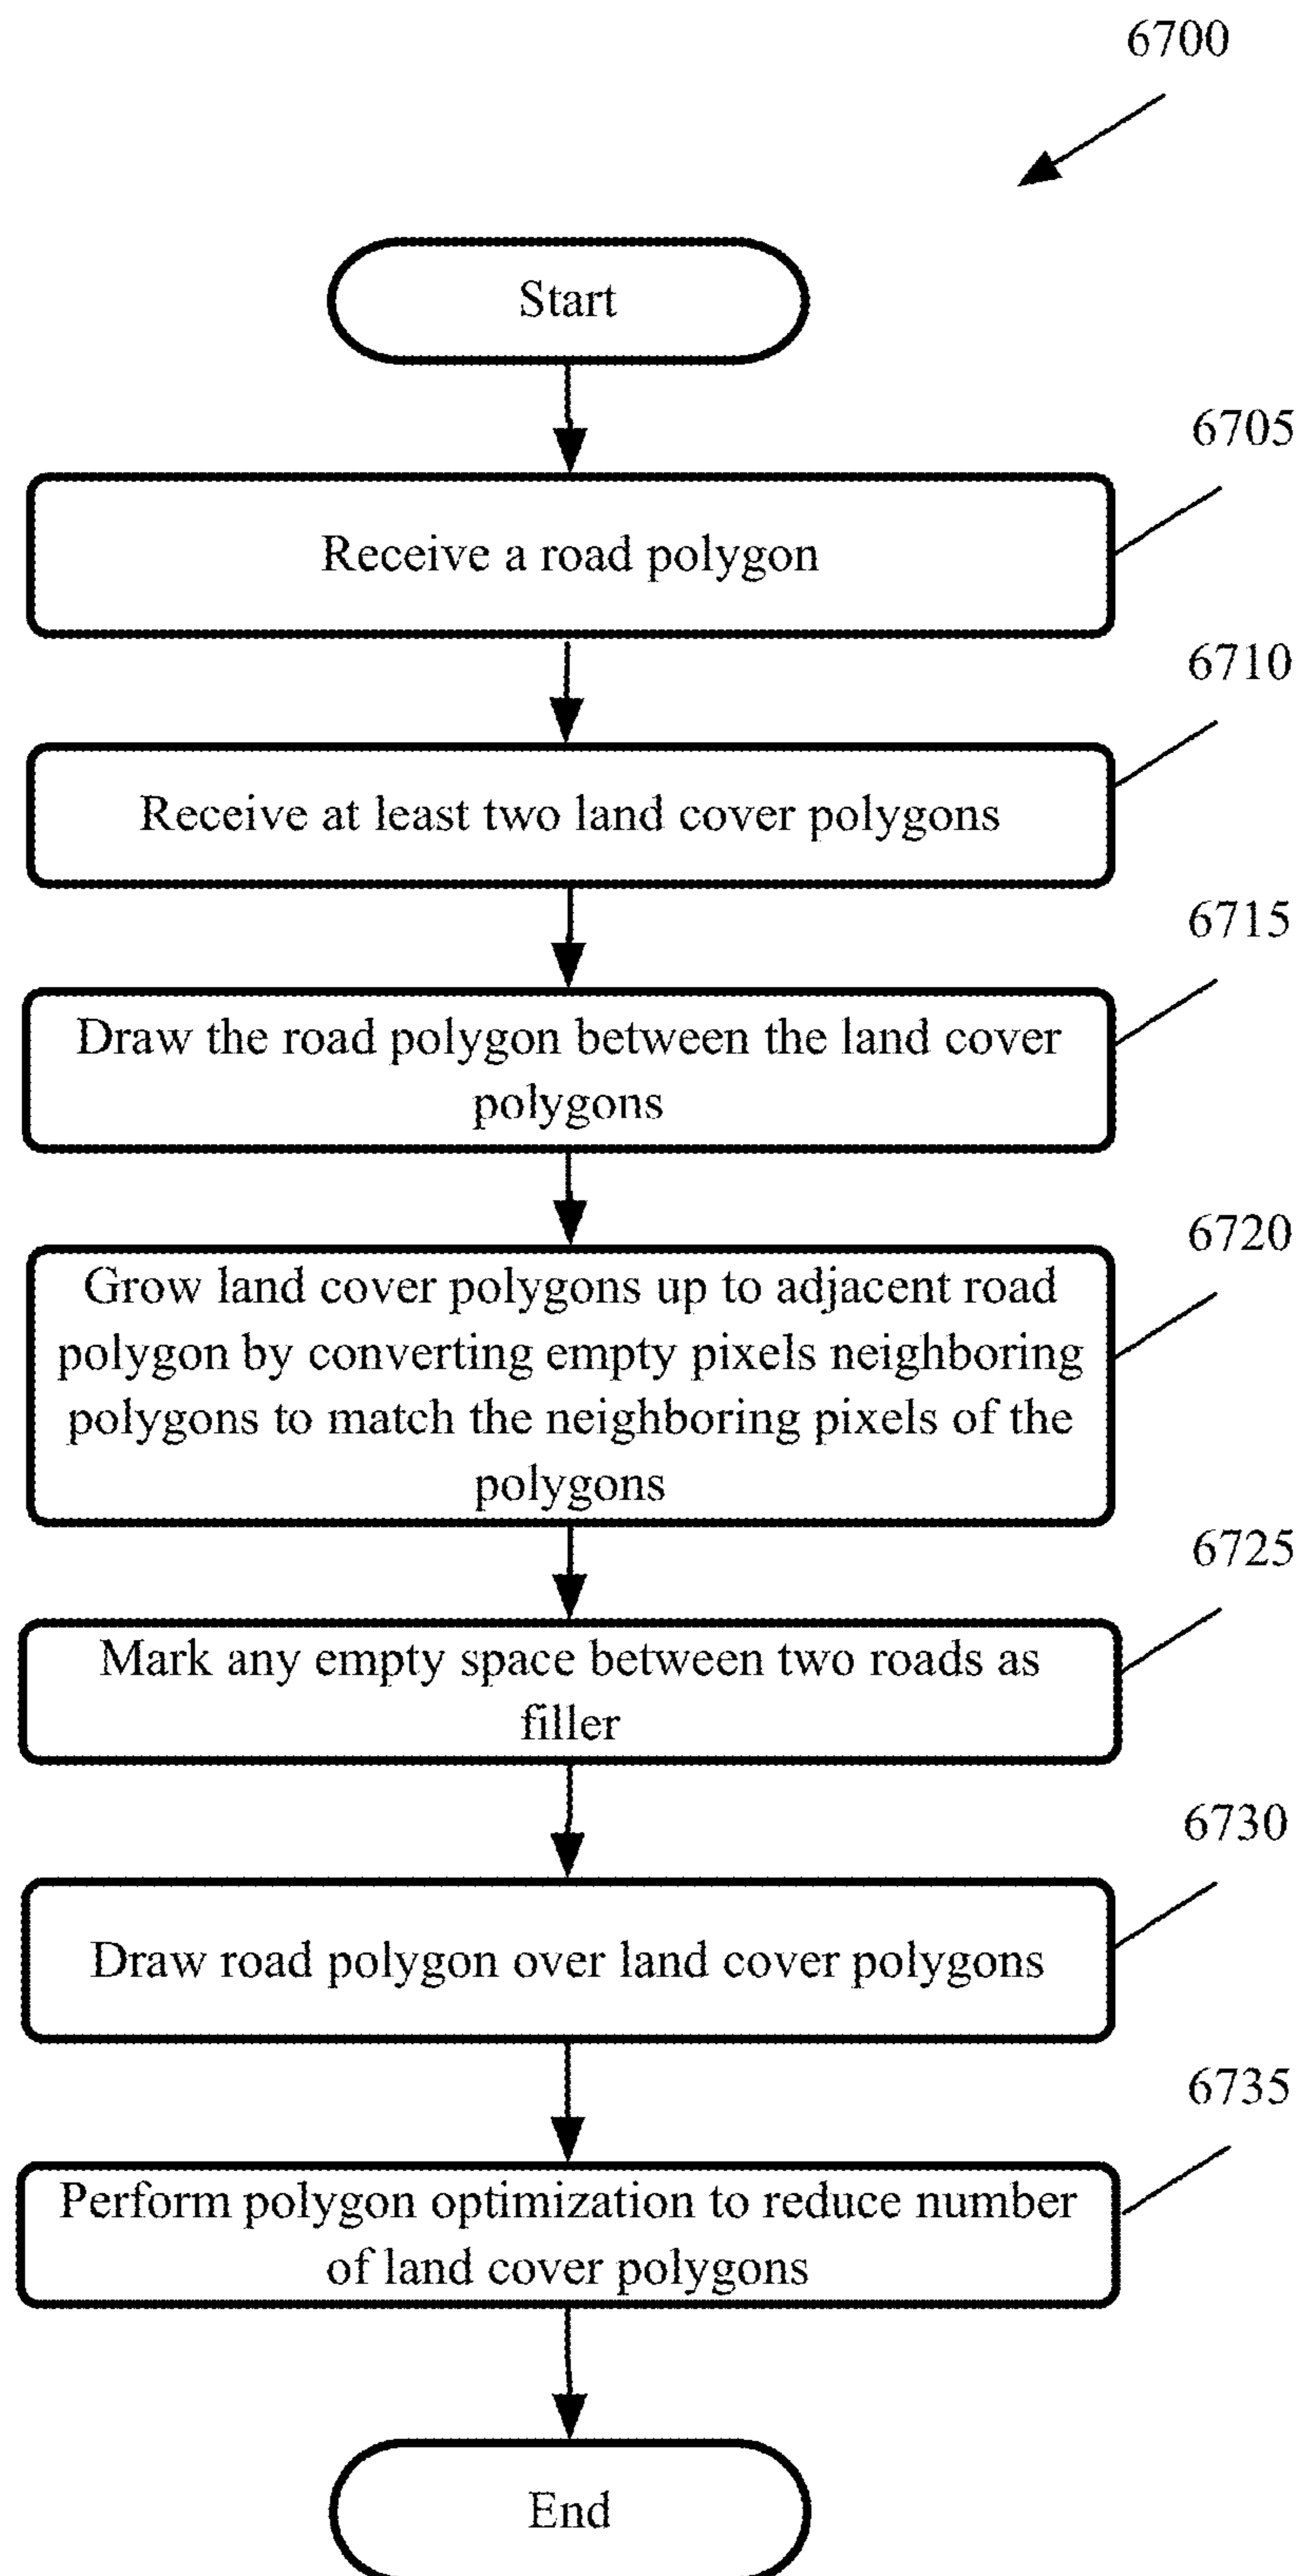 6700
Start
6705
Receive a road polygon
6710
Receive at least two land cover polygons
6715
Draw the road polygon between the land cover
polygons
6720
Grow land cover polygons up to adjacent road
polygon by converting empty pixels neighboring
polygons to match the neighboring pixels of the
polygons
6725
Mark any empty space between two roads as
filler
6730
Draw road polygon over land cover polygons
6735
Perform polygon optimization to reduce number
of land cover polygons
End